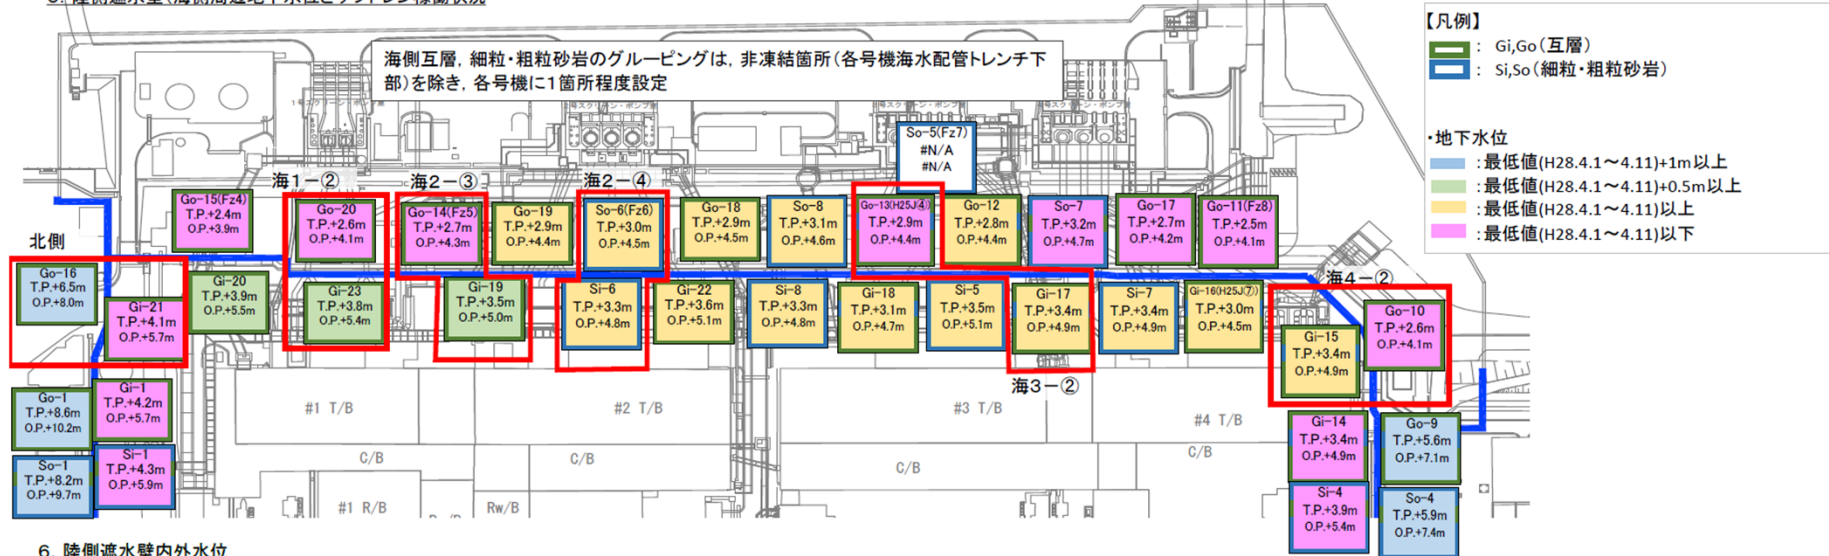 海側互層，細粒・粗粒砂岩のグルーピングは，非凍結箇所（各号機海水配管トレンチ下
部）を除き，各号機に１箇所程度設定
【凡例】
： Gi,Go（互層）
： Si,So（細粒・粗粒砂岩）
・地下水位
：最低値(H28.4.1～4.11)+1m以上
：最低値(H28.4.1～4.11)+0.5m以上
：最低値(H28.4.1～4.11)以上
：最低値(H28.4.1～4.11)以下
So-5(Fz7)
#N/A
#N/A
海1－②
海2－③
海2－④
Go-15(Fz4)
T.P.+2.4m
O.P.+3.9m
Go-20
T.P.+2.6m
O.P.+4.1m
Go-14(Fz5)
T.P.+2.7m
O.P.+4.3m
Go-19
T.P.+2.9m
O.P.+4.4m
So-6(Fz6)
T.P.+3.0m
O.P.+4.5m
Go-18
T.P.+2.9m
O.P.+4.5m
So-8
T.P.+3.1m
O.P.+4.6m
Go-13(H25J④)
T.P.+2.9m
O.P.+4.4m
Go-12
T.P.+2.8m
O.P.+4.4m
So-7
T.P.+3.2m
O.P.+4.7m
Go-17
T.P.+2.7m
O.P.+4.2m
Go-11(Fz8)
T.P.+2.5m
O.P.+4.1m
北側
Go-16
T.P.+6.5m
O.P.+8.0m
Gi-21
T.P.+4.1m
O.P.+5.7m
Gi-20
T.P.+3.9m
O.P.+5.5m
Gi-23
T.P.+3.8m
O.P.+5.4m
Gi-19
T.P.+3.5m
O.P.+5.0m
Si-6
T.P.+3.3m
O.P.+4.8m
Gi-22
T.P.+3.6m
O.P.+5.1m
Si-8
T.P.+3.3m
O.P.+4.8m
Gi-18
T.P.+3.1m
O.P.+4.7m
Si-5
T.P.+3.5m
O.P.+5.1m
Gi-17
T.P.+3.4m
O.P.+4.9m
Si-7
T.P.+3.4m
O.P.+4.9m
Gi-16(H25J⑦)
T.P.+3.0m
O.P.+4.5m
海4－②
Gi-15
T.P.+3.4m
O.P.+4.9m
Go-10
T.P.+2.6m
O.P.+4.1m
海3－②
Go-1
T.P.+8.6m
O.P.+10.2m
Gi-1
T.P.+4.2m
O.P.+5.7m
#1 T/B
#2 T/B
#3 T/B
#4 T/B
Gi-14
T.P.+3.4m
O.P.+4.9m
Go-9
T.P.+5.6m
O.P.+7.1m
So-1
T.P.+8.2m
O.P.+9.7m
Si-1
T.P.+4.3m
O.P.+5.9m
C/B
C/B
C/B
C/B
Si-4
T.P.+3.9m
O.P.+5.4m
So-4
T.P.+5.9m
O.P.+7.4m
#1 R/B
Rw/B
6．陸側遮水壁内外水位